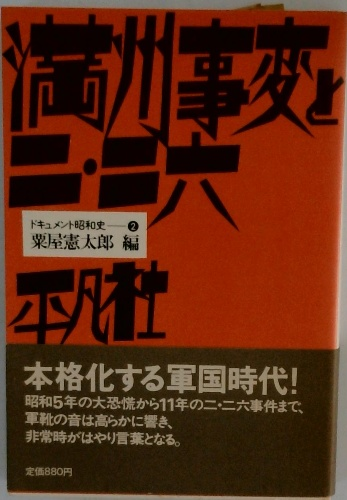 満州事変と
二・二六
ドキュメント昭和史──❷
粟屋憲太郎 編
平凡社
本格化する軍国時代!
昭和5年の大恐慌から11年の二・二六事件まで、
軍靴の音は高らかに響き、
非常時がはやり言葉となる。
定価880円